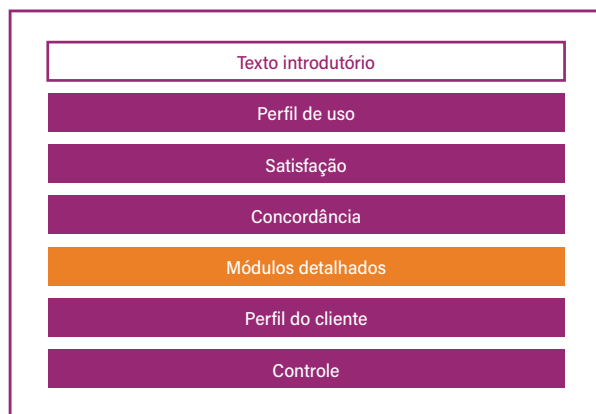 Texto introdutório
Perfil de uso
Satisfação
Concordância
Módulos detalhados
Perfil do cliente
Controle